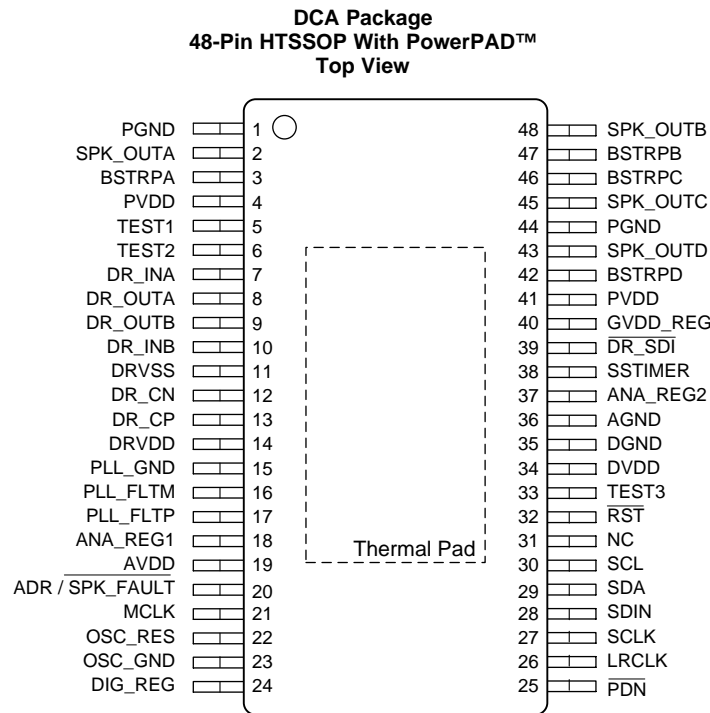 DCA Package
48-Pin HTSSOP With PowerPAD™
Top View
PGND 1 48 SPK_OUTB
SPK_OUTA 2 47 BSTRPB
BSTRPA 3 46 BSTRPC
PVDD 4 45 SPK_OUTC
TEST1 5 44 PGND
TEST2 6 43 SPK_OUTD
DR_INA 7 42 BSTRPD
DR_OUTA 8 41 PVDD
DR_OUTB 9 40 GVDD_REG
DR_INB 10 39 DR_SDI
DRVSS 11 38 SSTIMER
DR_CN 12 37 ANA_REG2
DR_CP 13 36 AGND
DRVDD 14 35 DGND
PLL_GND 15 34 DVDD
PLL_FLTM 16 33 TEST3
PLL_FLTP 17 32 RST
ANA_REG1 18 31 NC
Thermal Pad
AVDD 19 30 SCL
ADR / SPK_FAULT 20 29 SDA
MCLK 21 28 SDIN
OSC_RES 22 27 SCLK
OSC_GND 23 26 LRCLK
DIG_REG 24 25 PDN